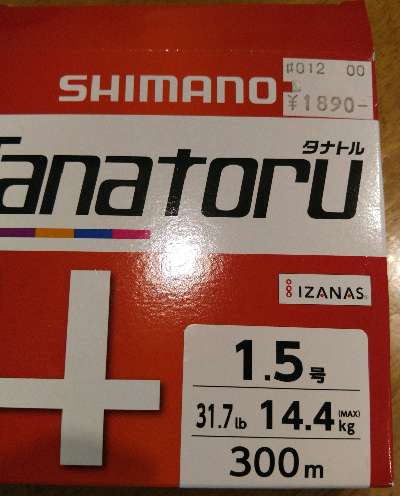 SHIMANO
#012 00
¥1890-
タナトル
Tanatoru
IZANAS
4
1.5号
31.7lb 14.4kg (MAX)
300m